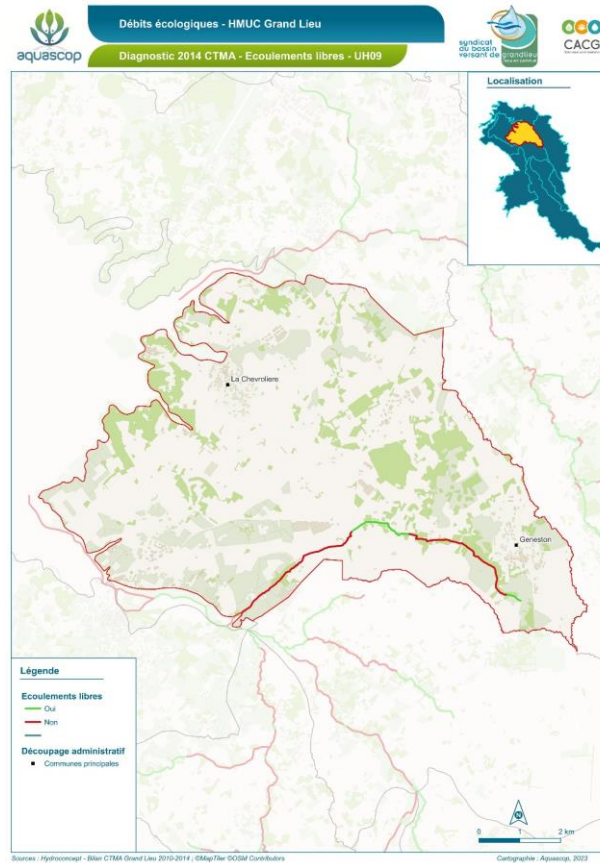 aquascop
Débits écologiques - HMUC Grand Lieu
Diagnostic 2014 CTMA - Ecoulements libres - UH09
syndicat
du bassin
versant de
grandlieu
CACG
Localisation
La Chevroliere
Geneston
Légende
Ecoulements libres
Oui
Non
Découpage administratif
Communes principales
0 1 2 km
Sources : Hydroconcept - Bilan CTMA Grand Lieu 2010-2014 ; ©MapTiler ©OSM Contributors
Cartographie : Aquascop, 2023